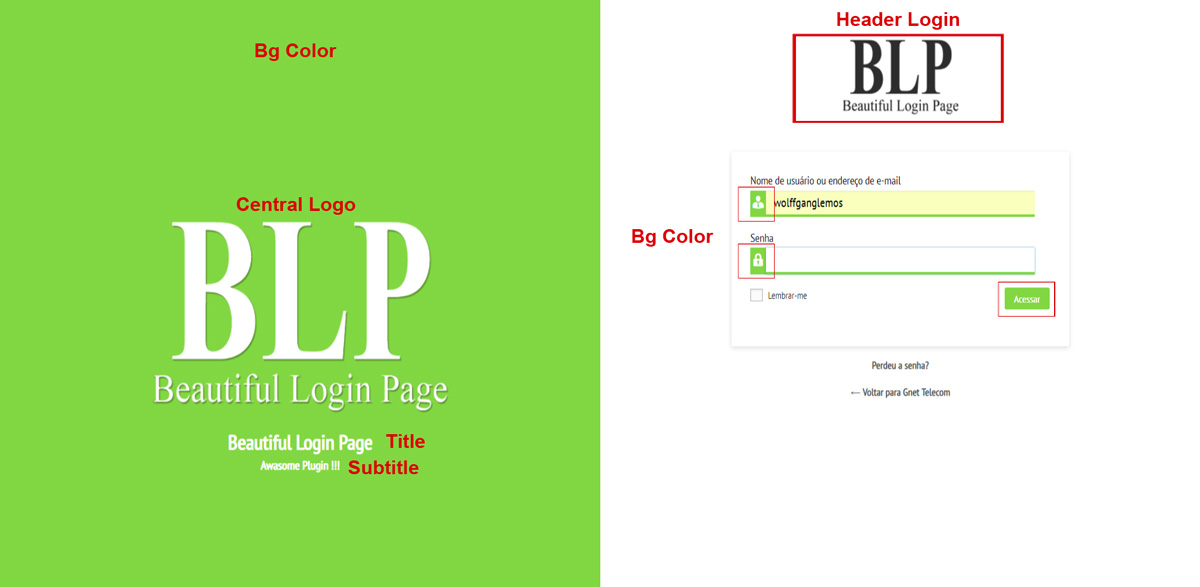 Bg Color
Central Logo
BLP
Beautiful Login Page
Beautiful Login Page Title
Awasome Plugin !!! Subtitle
Header Login
BLP
Beautiful Login Page
Nome de usuário ou endereço de e-mail
wolffganglemos
Bg Color
Senha
Lembrar-me
Acessar
Perdeu a senha?
← Voltar para Gnet Telecom